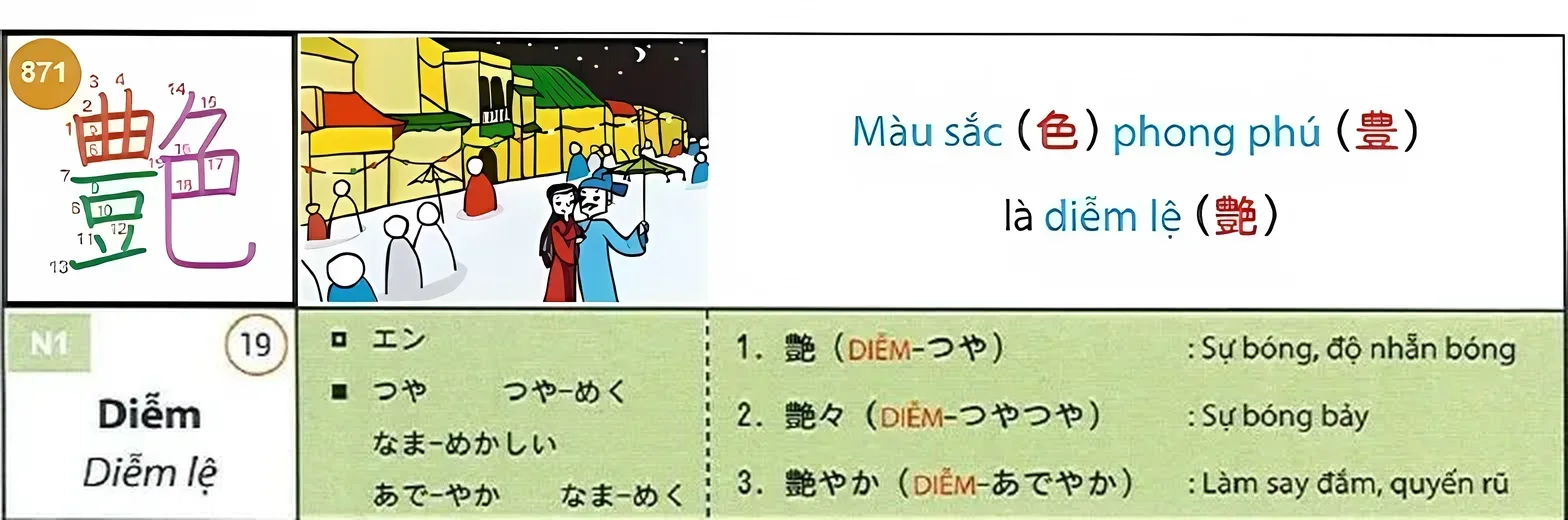 871
Màu sắc (色) phong phú (豊)
là diễm lệ (艶)
艶
N1
19
Diễm
Diễm lệ
エン
つや つや-めく
なま-めかしい
あで-やか なま-めく
1. 艶 (DIỄM-つや) : Sự bóng, độ nhẵn bóng
2. 艶々 (DIỄM-つやつや) : Sự bóng bảy
3. 艶やか (DIỄM-あでやか) : Làm say đắm, quyến rũ